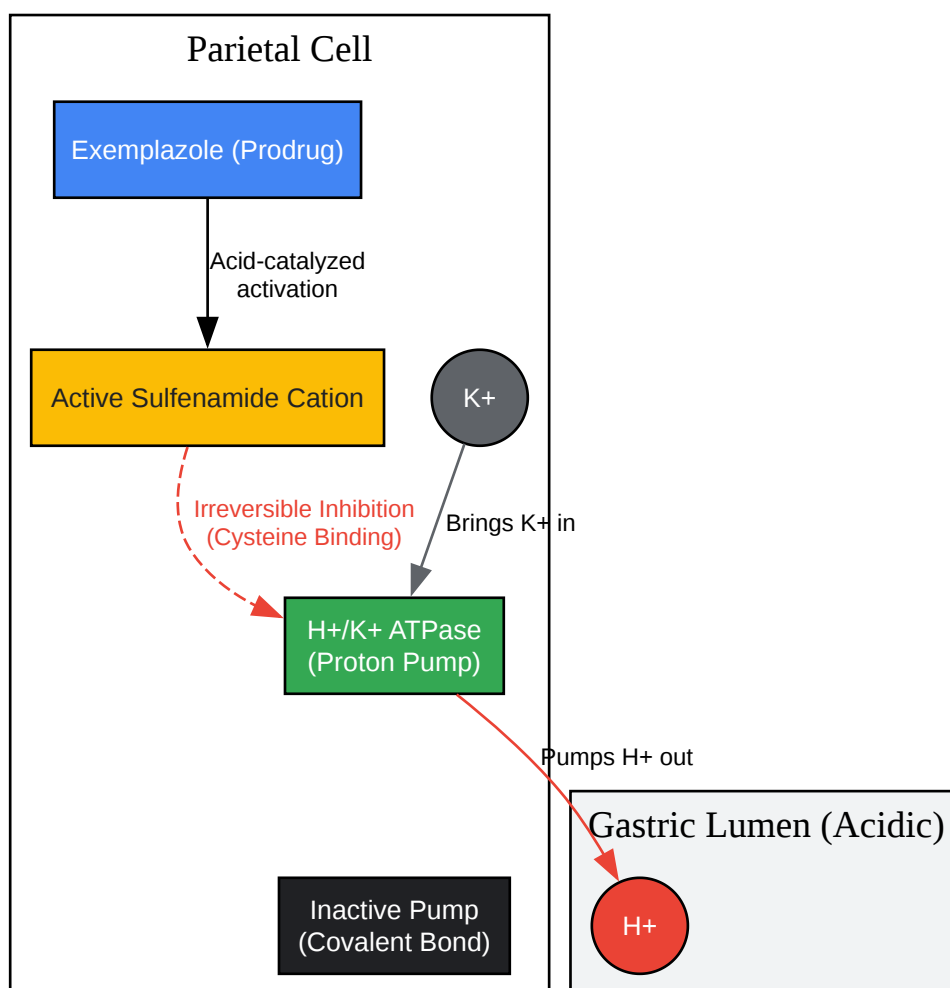 Parietal Cell
Exemplazole (Prodrug)
Acid-catalyzed
activation
Active Sulfenamide Cation
K+
Irreversible Inhibition
(Cysteine Binding)
Brings K+ in
H+/K+ ATPase
(Proton Pump)
Pumps H+ out
Gastric Lumen (Acidic)
Inactive Pump
(Covalent Bond)
H+